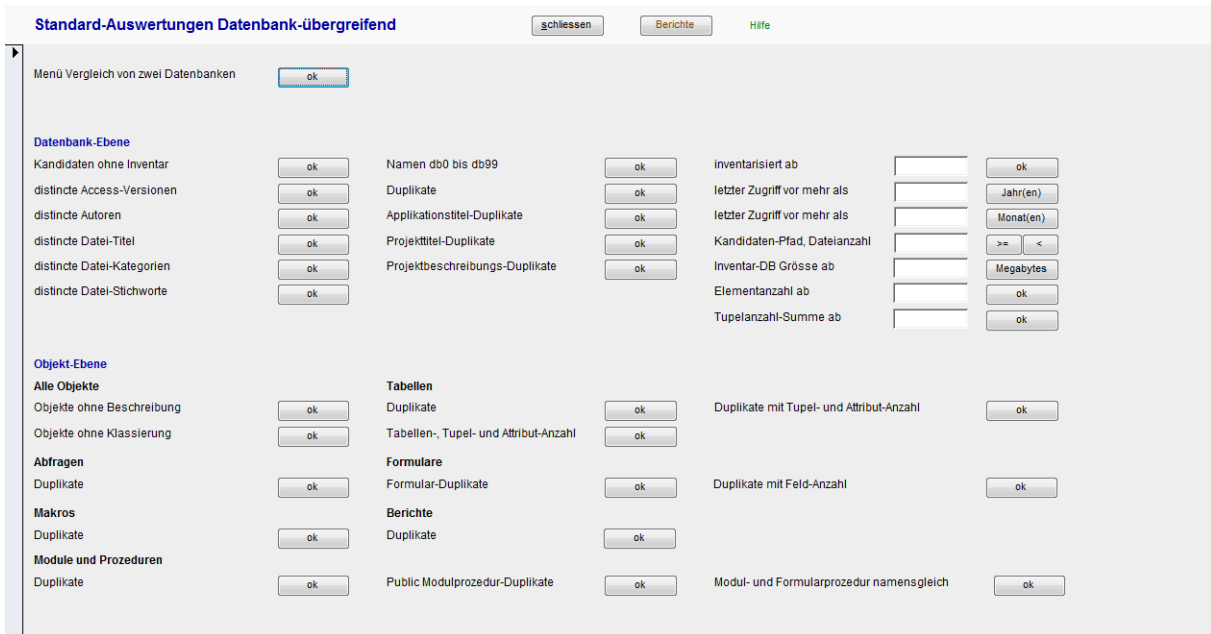 Standard-Auswertungen Datenbank-übergreifend schliessen Berichte Hilfe
Menü Vergleich von zwei Datenbanken ok
Datenbank-Ebene
Kandidaten ohne Inventar ok Namen db0 bis db99 ok inventarisiert ab ok
distincte Access-Versionen ok Duplikate ok letzter Zugriff vor mehr als Jahr(en)
distincte Autoren ok Applikationstitel-Duplikate ok letzter Zugriff vor mehr als Monat(en)
distincte Datei-Titel ok Projekttitel-Duplikate ok Kandidaten-Pfad, Dateianzahl >= <
distincte Datei-Kategorien ok Projektbeschreibungs-Duplikate ok Inventar-DB Grösse ab Megabytes
distincte Datei-Stichworte ok Elementanzahl ab ok
Tupelanzahl-Summe ab ok
Objekt-Ebene
Alle Objekte Tabellen
Objekte ohne Beschreibung ok Duplikate ok Duplikate mit Tupel- und Attribut-Anzahl ok
Objekte ohne Klassierung ok Tabellen-, Tupel- und Attribut-Anzahl ok
Abfragen Formulare
Duplikate ok Formular-Duplikate ok Duplikate mit Feld-Anzahl ok
Makros Berichte
Duplikate ok Duplikate ok
Module und Prozeduren
Duplikate ok Public Modulprozedur-Duplikate ok Modul- und Formularprozedur namensgleich ok